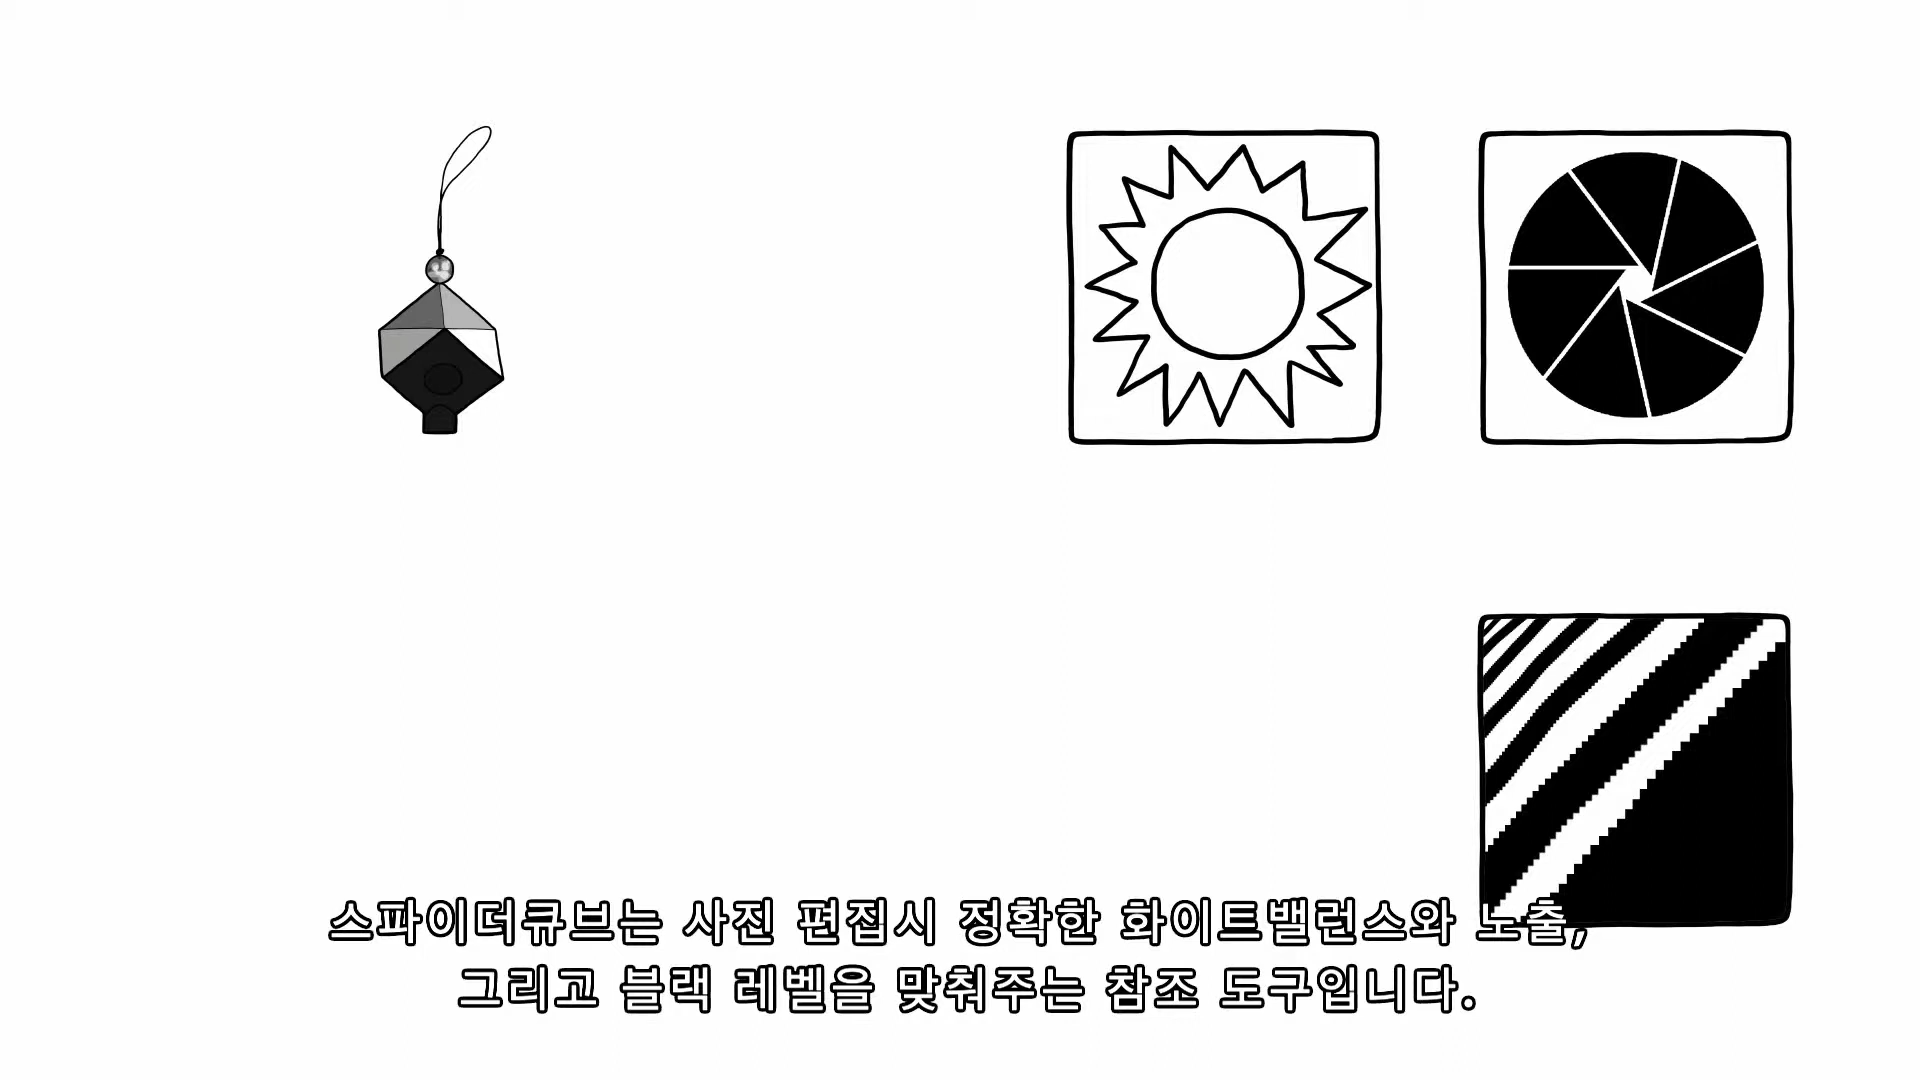 스파이더큐브는 사진 편집시 정확한 화이트밸런스와 노출,
그리고 블랙 레벨을 맞춰주는 참조 도구입니다.